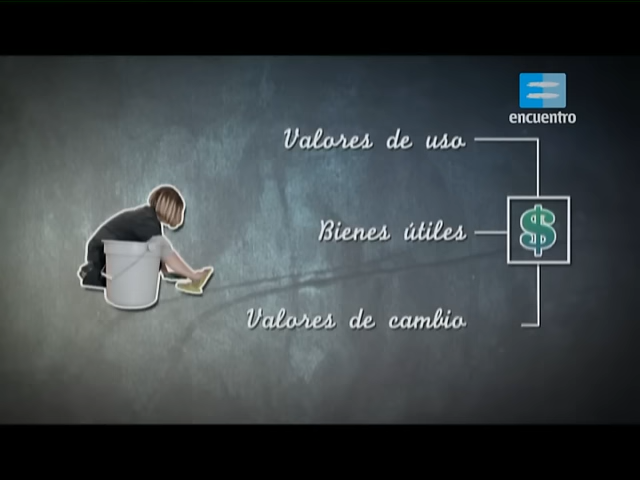 encuentro
Valores de uso
Bienes útiles
$
Valores de cambio